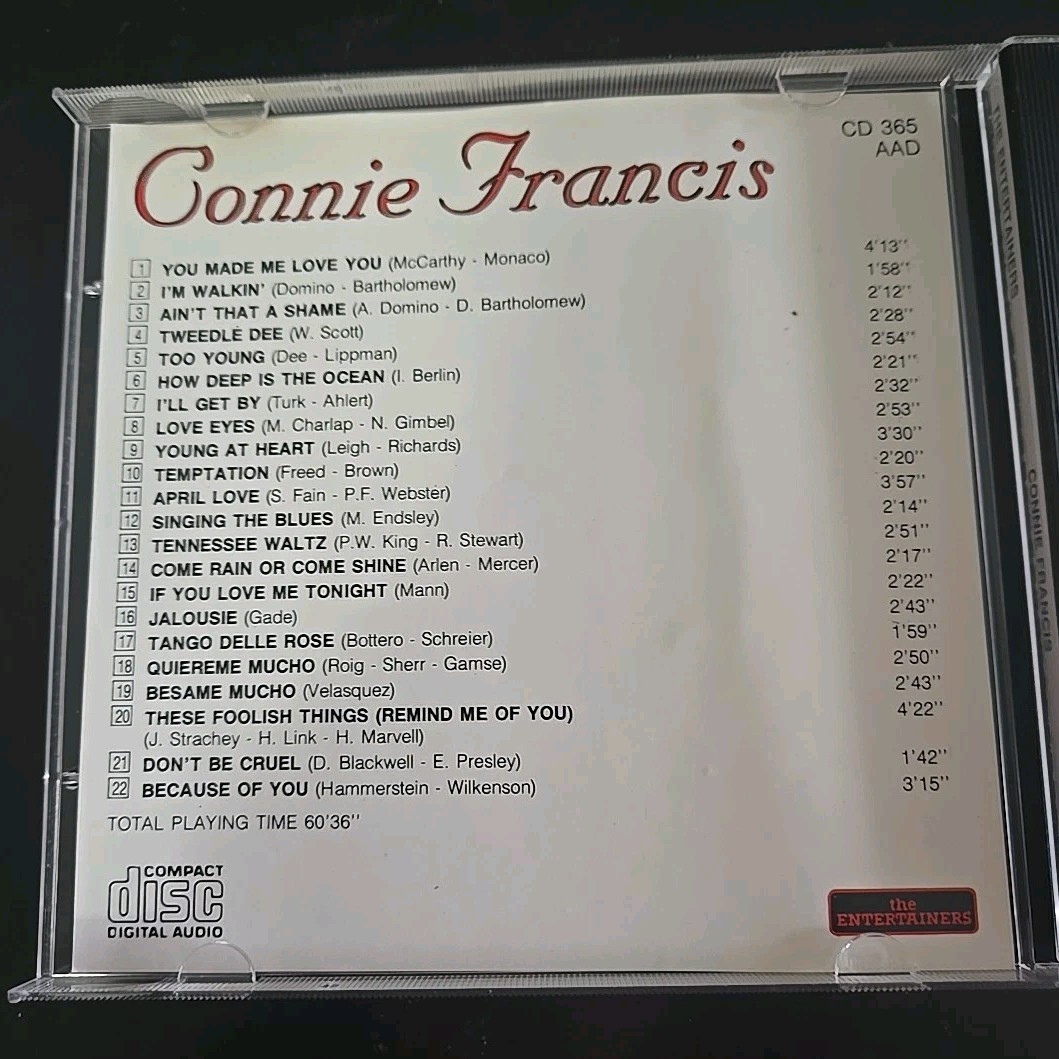 Connie Francis
CD 365
AAD
1 YOU MADE ME LOVE YOU (McCarthy - Monaco) 4'13''
2 I'M WALKIN' (Domino - Bartholomew) 1'58''
3 AIN'T THAT A SHAME (A. Domino - D. Bartholomew) 2'12''
4 TWEEDLE DEE (W. Scott) 2'28''
5 TOO YOUNG (Dee - Lippman) 2'54''
6 HOW DEEP IS THE OCEAN (I. Berlin) 2'21''
7 I'LL GET BY (Turk - Ahlert) 2'32''
8 LOVE EYES (M. Charlap - N. Gimbel) 2'53''
9 YOUNG AT HEART (Leigh - Richards) 3'30''
10 TEMPTATION (Freed - Brown) 2'20''
11 APRIL LOVE (S. Fain - P.F. Webster) 3'57''
12 SINGING THE BLUES (M. Endsley) 2'14''
13 TENNESSEE WALTZ (P.W. King - R. Stewart) 2'51''
14 COME RAIN OR COME SHINE (Arlen - Mercer) 2'17''
15 IF YOU LOVE ME TONIGHT (Mann) 2'22''
16 JALOUSIE (Gade) 2'43''
17 TANGO DELLE ROSE (Bottero - Schreier) 1'59''
18 QUIEREME MUCHO (Roig - Sherr - Gamse) 2'50''
19 BESAME MUCHO (Velasquez) 2'43''
20 THESE FOOLISH THINGS (REMIND ME OF YOU) 4'22''
(J. Strachey - H. Link - H. Marvell)
21 DON'T BE CRUEL (D. Blackwell - E. Presley) 1'42''
22 BECAUSE OF YOU (Hammerstein - Wilkenson) 3'15''
TOTAL PLAYING TIME 60'36''
COMPACT
disc
DIGITAL AUDIO
the
ENTERTAINERS
THE ENTERTAINERS
CONNIE FRANCIS